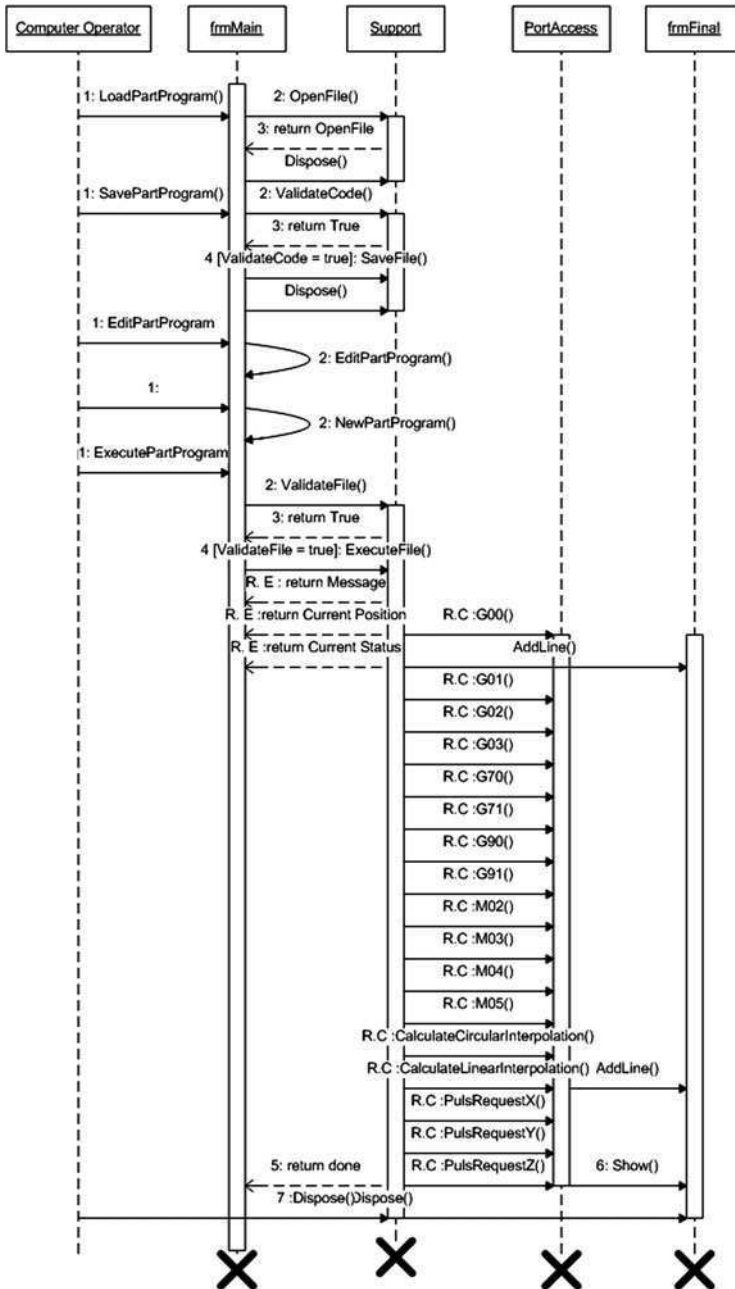 Computer Operator
frmMain
Support
PortAccess
frmFinal
1: LoadPartProgram()
2: OpenFile()
3: return OpenFile
Dispose()
1: SavePartProgram()
2: ValidateCode()
3: return True
4 [ValidateCode = true]: SaveFile()
Dispose()
1: EditPartProgram
2: EditPartProgram()
1:
2: NewPartProgram()
1: ExecutePartProgram
2: ValidateFile()
3: return True
4 [ValidateFile = true]: ExecuteFile()
R. E : return Message
R. E :return Current Position
R.C :G00()
R. E :return Current Status
AddLine()
R.C :G01()
R.C :G02()
R.C :G03()
R.C :G70()
R.C :G71()
R.C :G90()
R.C :G91()
R.C :M02()
R.C :M03()
R.C :M04()
R.C :M05()
R.C :CalculateCircularInterpolation()
R.C :CalculateLinearInterpolation()
AddLine()
R.C :PulsRequestX()
R.C :PulsRequestY()
5: return done
R.C :PulsRequestZ()
6: Show()
7 :Dispose()
Dispose()